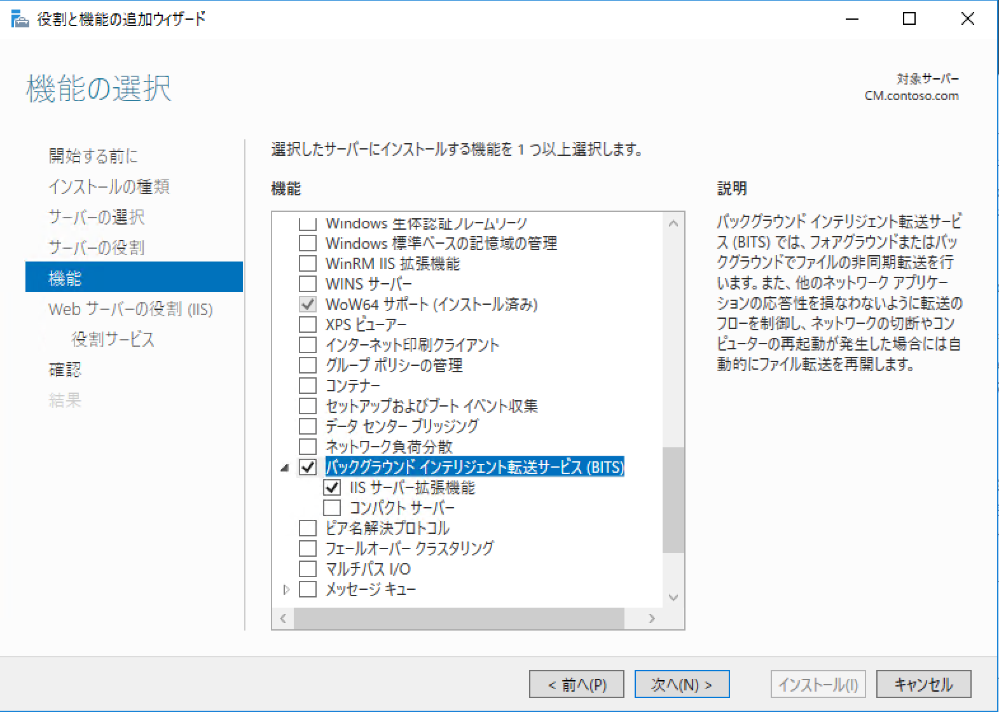 役割と機能の追加ウィザード
機能の選択
対象サーバー
CM.contoso.com
開始する前に
インストールの種類
サーバーの選択
サーバーの役割
機能
Web サーバーの役割 (IIS)
役割サービス
確認
結果
選択したサーバーにインストールする機能を 1 つ以上選択します。
機能
Windows 生体認証フレームワーク
Windows 標準ベースの記憶域の管理
WinRM IIS 拡張機能
WINS サーバー
WoW64 サポート (インストール済み)
XPS ビューアー
インターネット印刷クライアント
グループ ポリシーの管理
コンテナー
セットアップおよびブート イベント収集
データ センター ブリッジング
ネットワーク負荷分散
バックグラウンド インテリジェント転送サービス (BITS)
IIS サーバー拡張機能
コンパクト サーバー
ピア名解決プロトコル
フェールオーバー クラスタリング
マルチパス I/O
メッセージ キュー
説明
バックグラウンド インテリジェント転送サービ
ス (BITS) では、フォアグラウンドまたはバッ
クグラウンドでファイルの非同期転送を行
います。また、他のネットワーク アプリケー
ションの応答性を損なわないように転送の
フローを制御し、ネットワークの切断やコン
ピューターの再起動が発生した場合には自
動的にファイル転送を再開します。
< 前へ(P)
次へ(N) >
インストール(I)
キャンセル